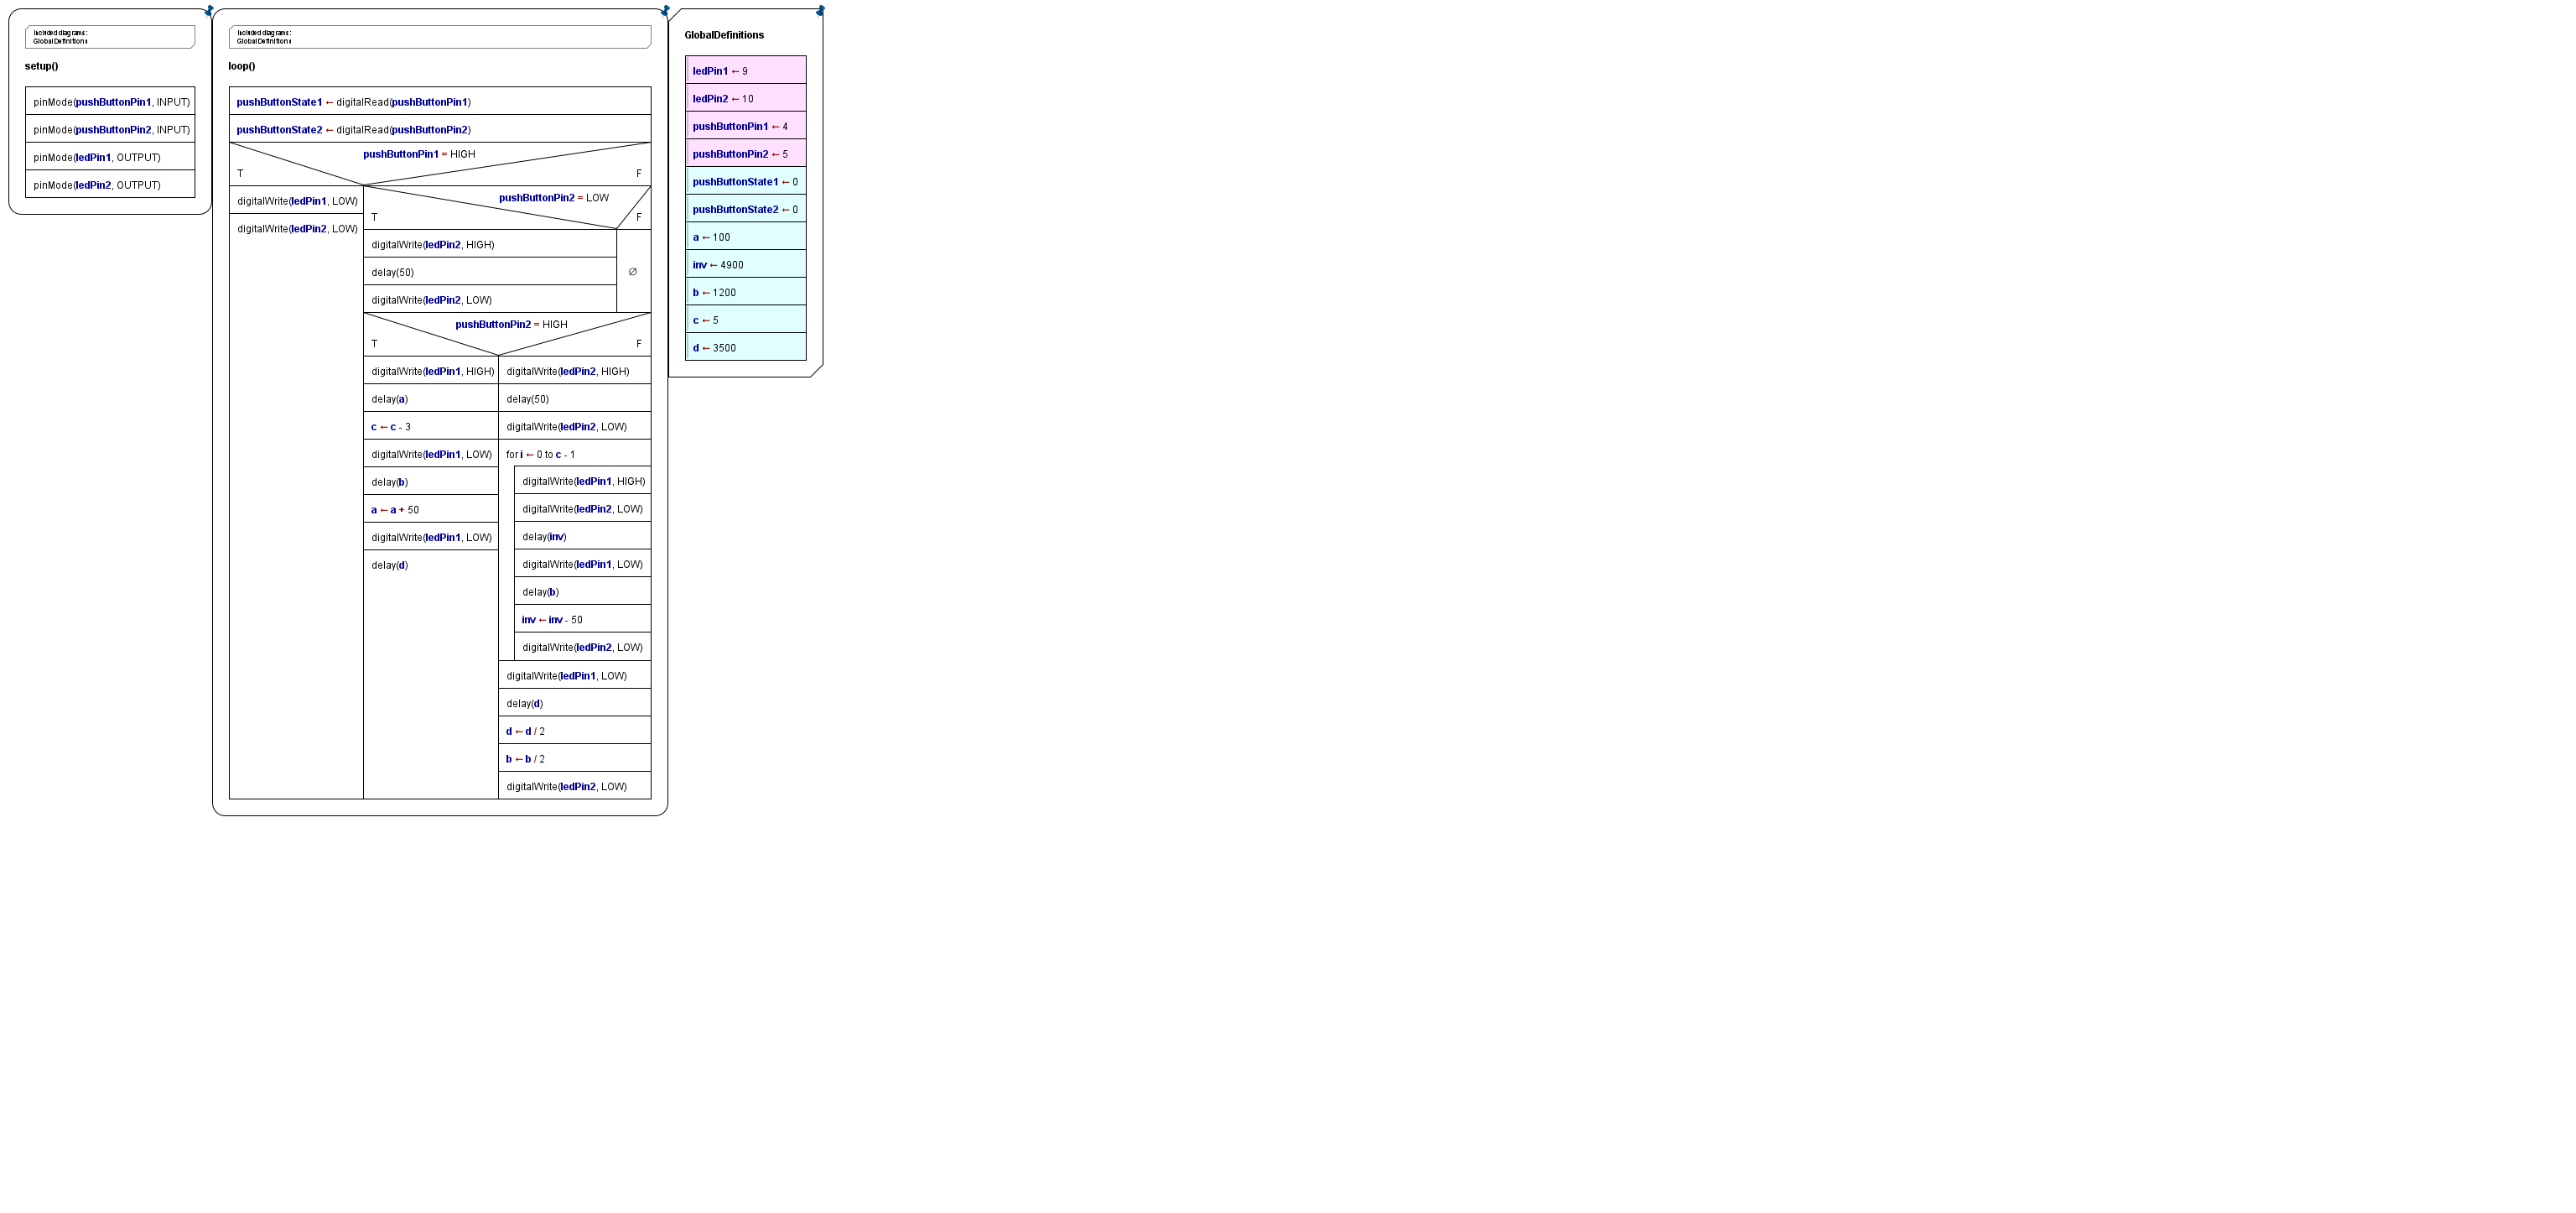 Included diagrams:
GlobalDefinitions
setup()
pinMode(pushButtonPin1, INPUT)
pinMode(pushButtonPin2, INPUT)
pinMode(ledPin1, OUTPUT)
pinMode(ledPin2, OUTPUT)
Included diagrams:
GlobalDefinitions
loop()
pushButtonState1 ← digitalRead(pushButtonPin1)
pushButtonState2 ← digitalRead(pushButtonPin2)
pushButtonPin1 = HIGH
T
F
digitalWrite(ledPin1, LOW)
digitalWrite(ledPin2, LOW)
pushButtonPin2 = LOW
T
F
digitalWrite(ledPin2, HIGH)
delay(50)
digitalWrite(ledPin2, LOW)
∅
pushButtonPin2 = HIGH
T
F
digitalWrite(ledPin1, HIGH)
delay(a)
c ← c - 3
digitalWrite(ledPin1, LOW)
delay(b)
a ← a + 50
digitalWrite(ledPin1, LOW)
delay(d)
digitalWrite(ledPin2, HIGH)
delay(50)
digitalWrite(ledPin2, LOW)
for i ← 0 to c - 1
digitalWrite(ledPin1, HIGH)
digitalWrite(ledPin2, LOW)
delay(inv)
digitalWrite(ledPin1, LOW)
delay(b)
inv ← inv - 50
digitalWrite(ledPin2, LOW)
digitalWrite(ledPin1, LOW)
delay(d)
d ← d / 2
b ← b / 2
digitalWrite(ledPin2, LOW)
GlobalDefinitions
ledPin1 ← 9
ledPin2 ← 10
pushButtonPin1 ← 4
pushButtonPin2 ← 5
pushButtonState1 ← 0
pushButtonState2 ← 0
a ← 100
inv ← 4900
b ← 1200
c ← 5
d ← 3500